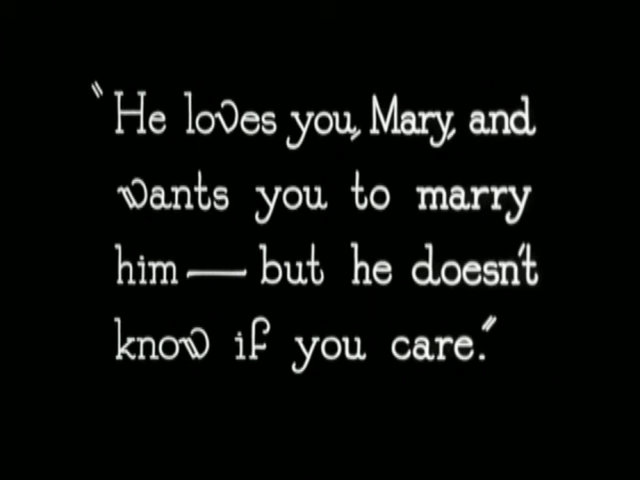 "He loves you, Mary, and
wants you to marry
him — but he doesn't
know if you care."